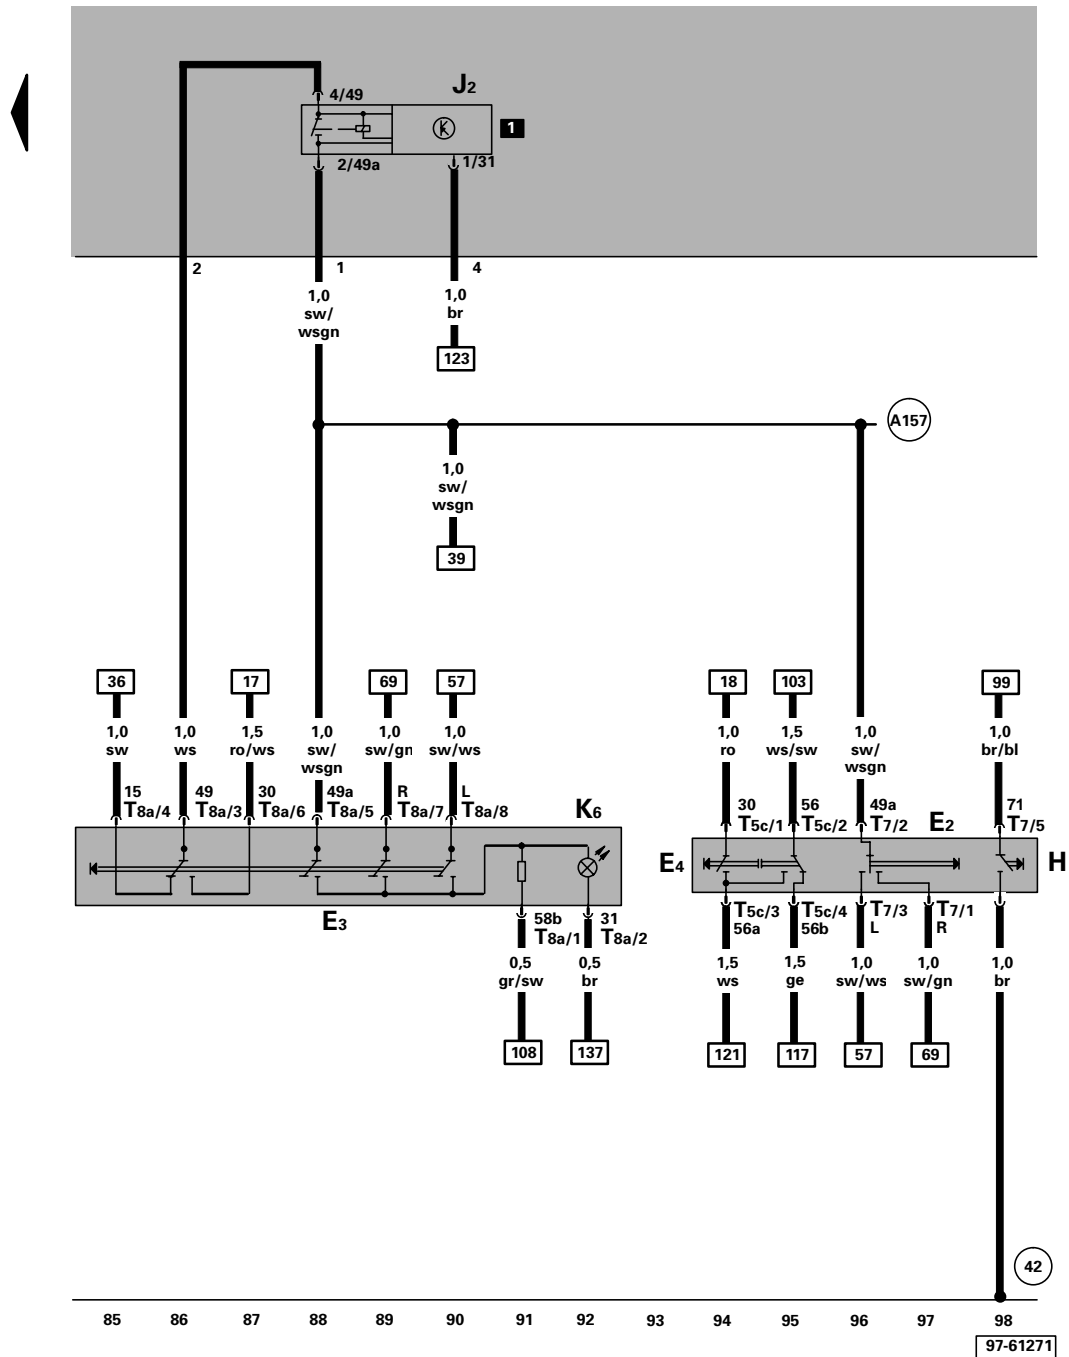 J2
4/49
1
2/49a
1/31
2
1
4
1,0
sw/
wsgn
1,0
br
123
A157
1,0
sw/
wsgn
39
36
17
69
57
18
103
99
1,0
sw
1,0
ws
1,5
ro/ws
1,0
sw/
wsgn
1,0
sw/gn
1,0
sw/ws
1,0
ro
1,5
ws/sw
1,0
sw/
wsgn
1,0
br/bl
15
T8a/4
49
T8a/3
30
T8a/6
49a
T8a/5
R
T8a/7
L
T8a/8
K6
30
T5c/1
56
T5c/2
49a
T7/2
E2
71
T7/5
E4
H
E3
58b
T8a/1
31
T8a/2
T5c/3
56a
T5c/4
56b
T7/3
L
T7/1
R
0,5
gr/sw
0,5
br
1,5
ws
1,5
ge
1,0
sw/ws
1,0
sw/gn
1,0
br
108
137
121
117
57
69
42
85 86 87 88 89 90 91 92 93 94 95 96 97 98
97-61271